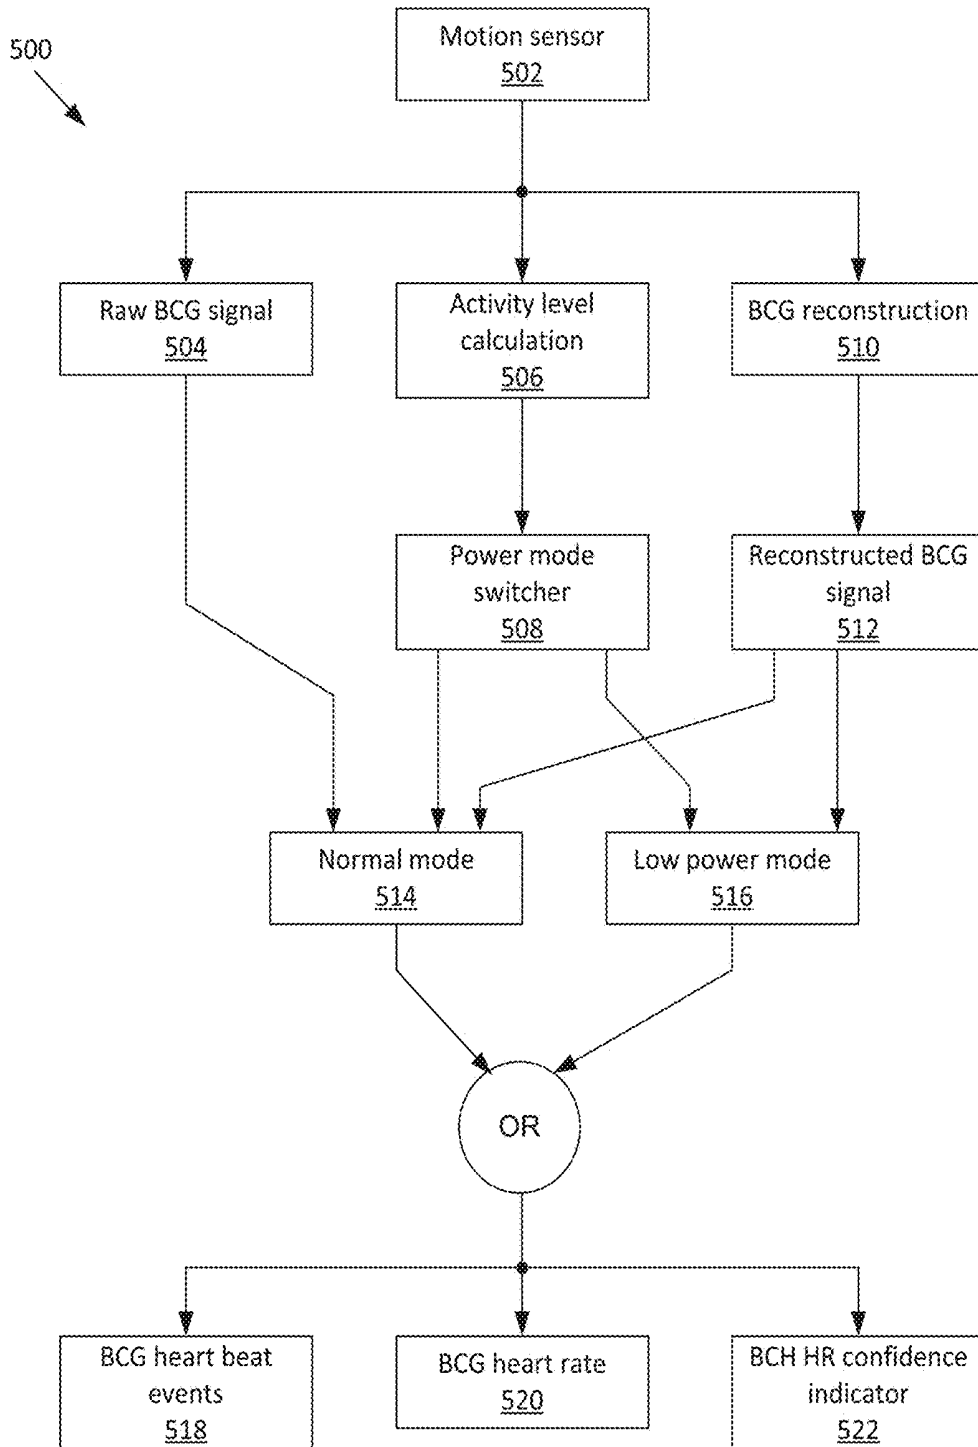 500
Motion sensor
502
Raw BCG signal
504
Activity level
calculation
506
BCG reconstruction
510
Power mode
switcher
508
Reconstructed BCG
signal
512
Normal mode
514
Low power mode
516
OR
BCG heart beat
events
518
BCG heart rate
520
BCH HR confidence
indicator
522